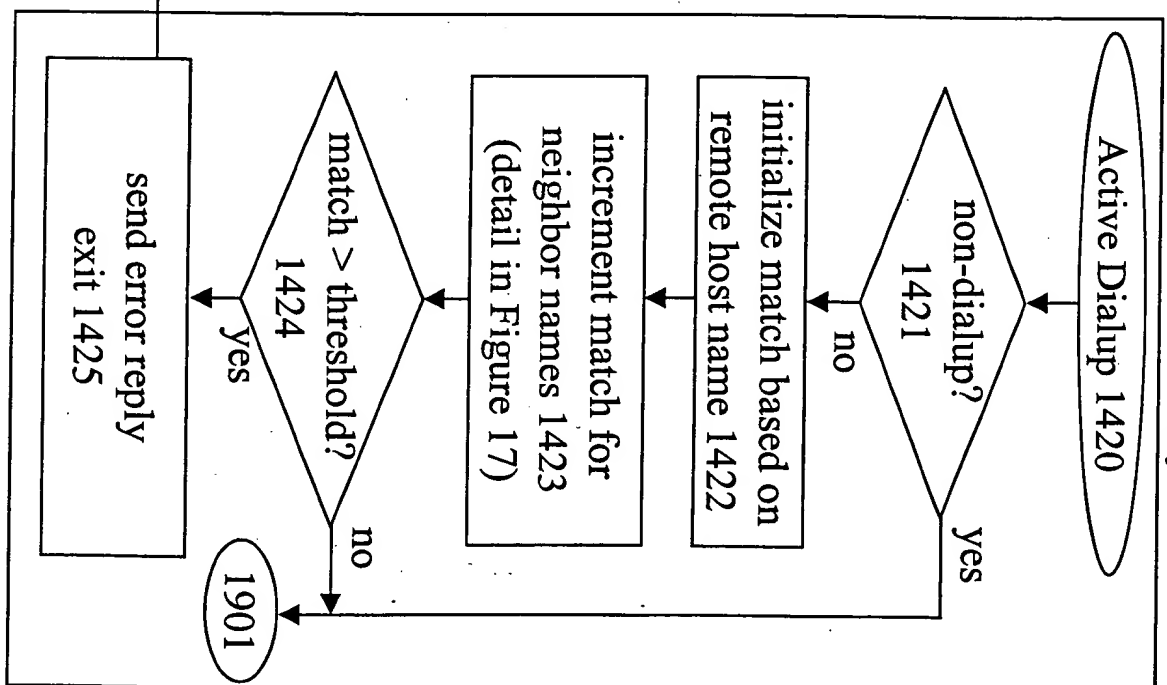 Active Dialup 1420
non-dialup?
1421
yes
no
initialize match based on
remote host name 1422
increment match for
neighbor names 1423
(detail in Figure 17)
match > threshold?
1424
no
yes
1901
send error reply
exit 1425